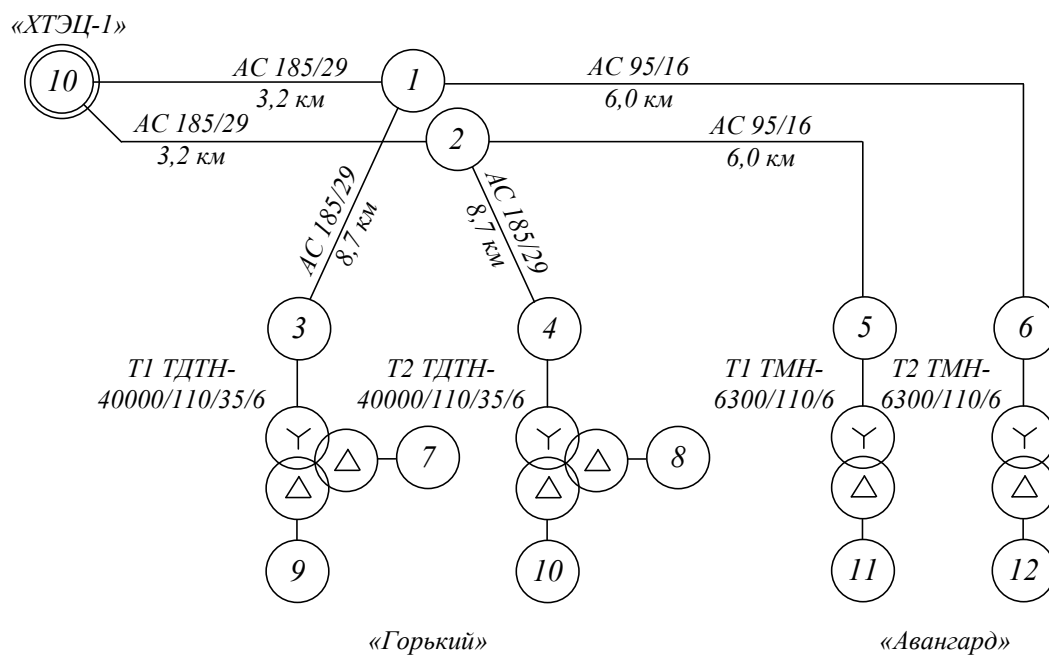 «ХТЭЦ-1»
10
АС 185/29
3,2 км
1
АС 95/16
6,0 км
АС 185/29
3,2 км
2
АС 95/16
6,0 км
АС 185/29
8,7 км
АС 185/29
8,7 км
3
4
5
6
Т1 ТДТН-
40000/110/35/6
Т2 ТДТН-
40000/110/35/6
Т1 ТМН-
6300/110/6
Т2 ТМН-
6300/110/6
7
8
9
10
11
12
«Горький»
«Авангард»